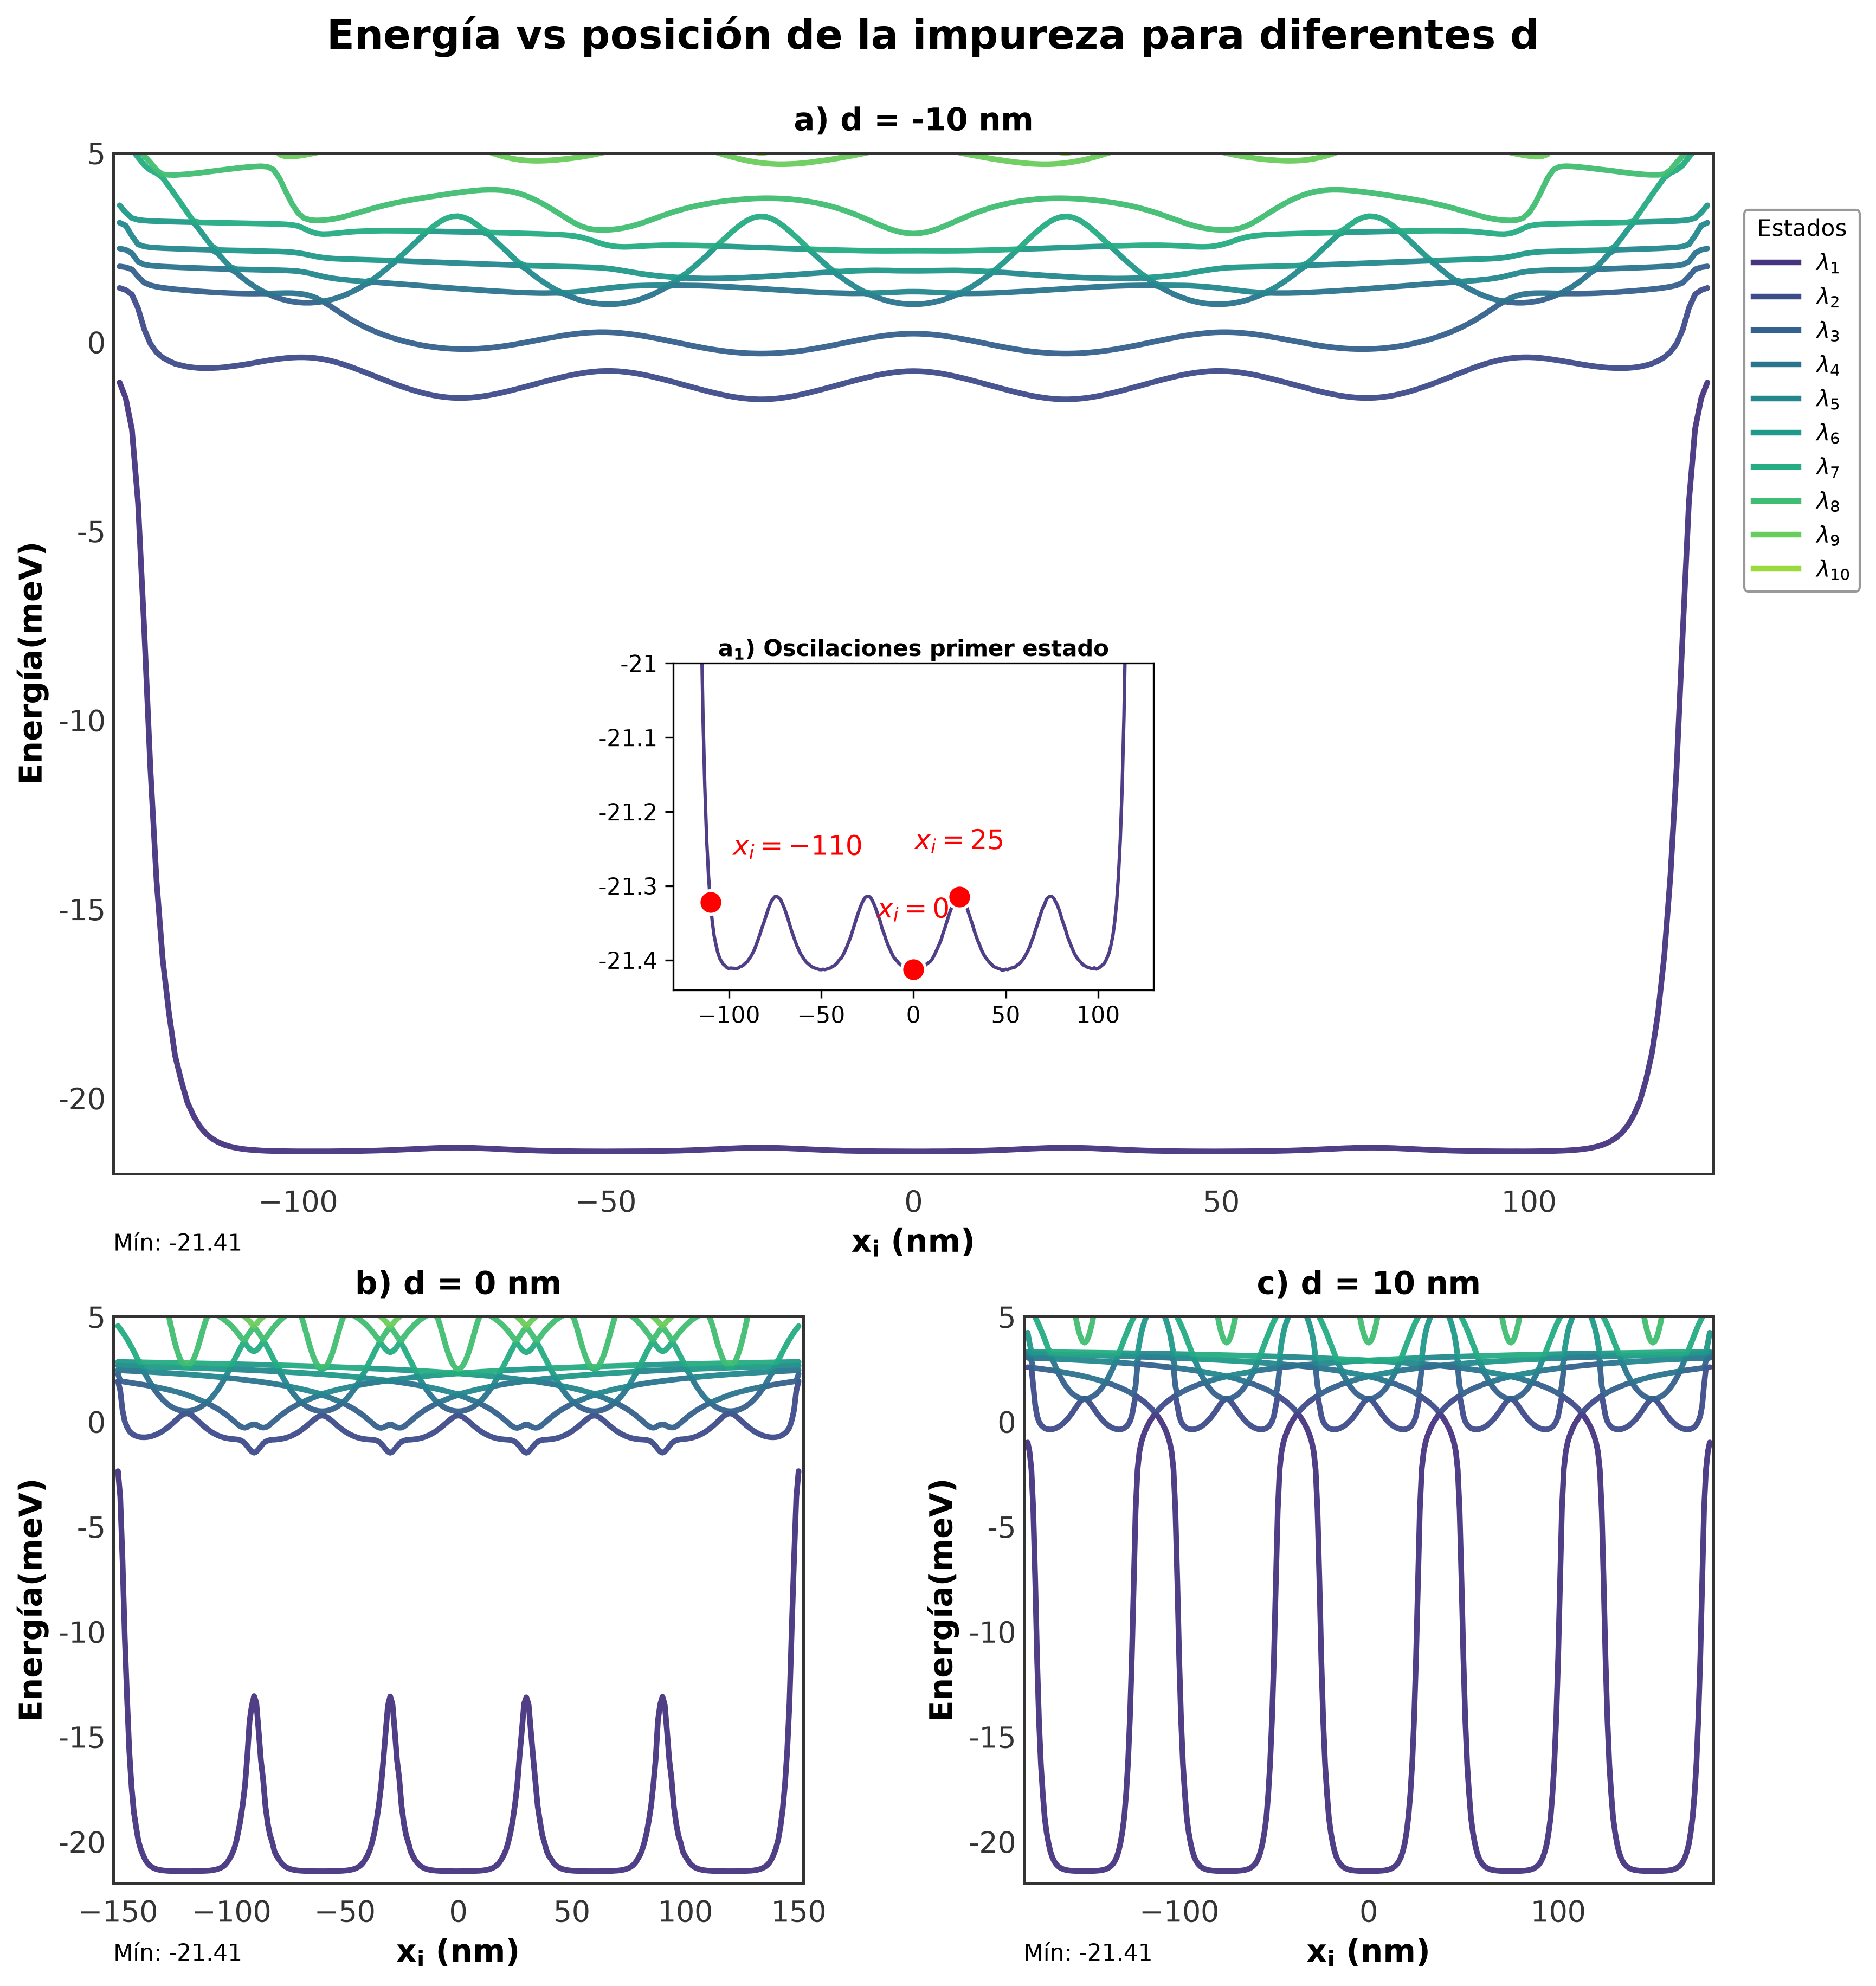 Energía vs posición de la impureza para diferentes d
a) d = -10 nm
5
0
-5
-10
-15
-20
Energía(meV)
Estados
λ1
λ2
λ3
λ4
λ5
λ6
λ7
λ8
λ9
λ10
a1) Oscilaciones primer estado
-21
-21.1
-21.2
-21.3
-21.4
xi = −110
xi = 25
xi = 0
−100 −50 0 50 100
−100 −50 0 50 100
xi (nm)
Mín: -21.41
b) d = 0 nm
5
0
-5
-10
-15
-20
Energía(meV)
−150 −100 −50 0 50 100 150
xi (nm)
Mín: -21.41
c) d = 10 nm
5
0
-5
-10
-15
-20
Energía(meV)
−100 0 100
xi (nm)
Mín: -21.41